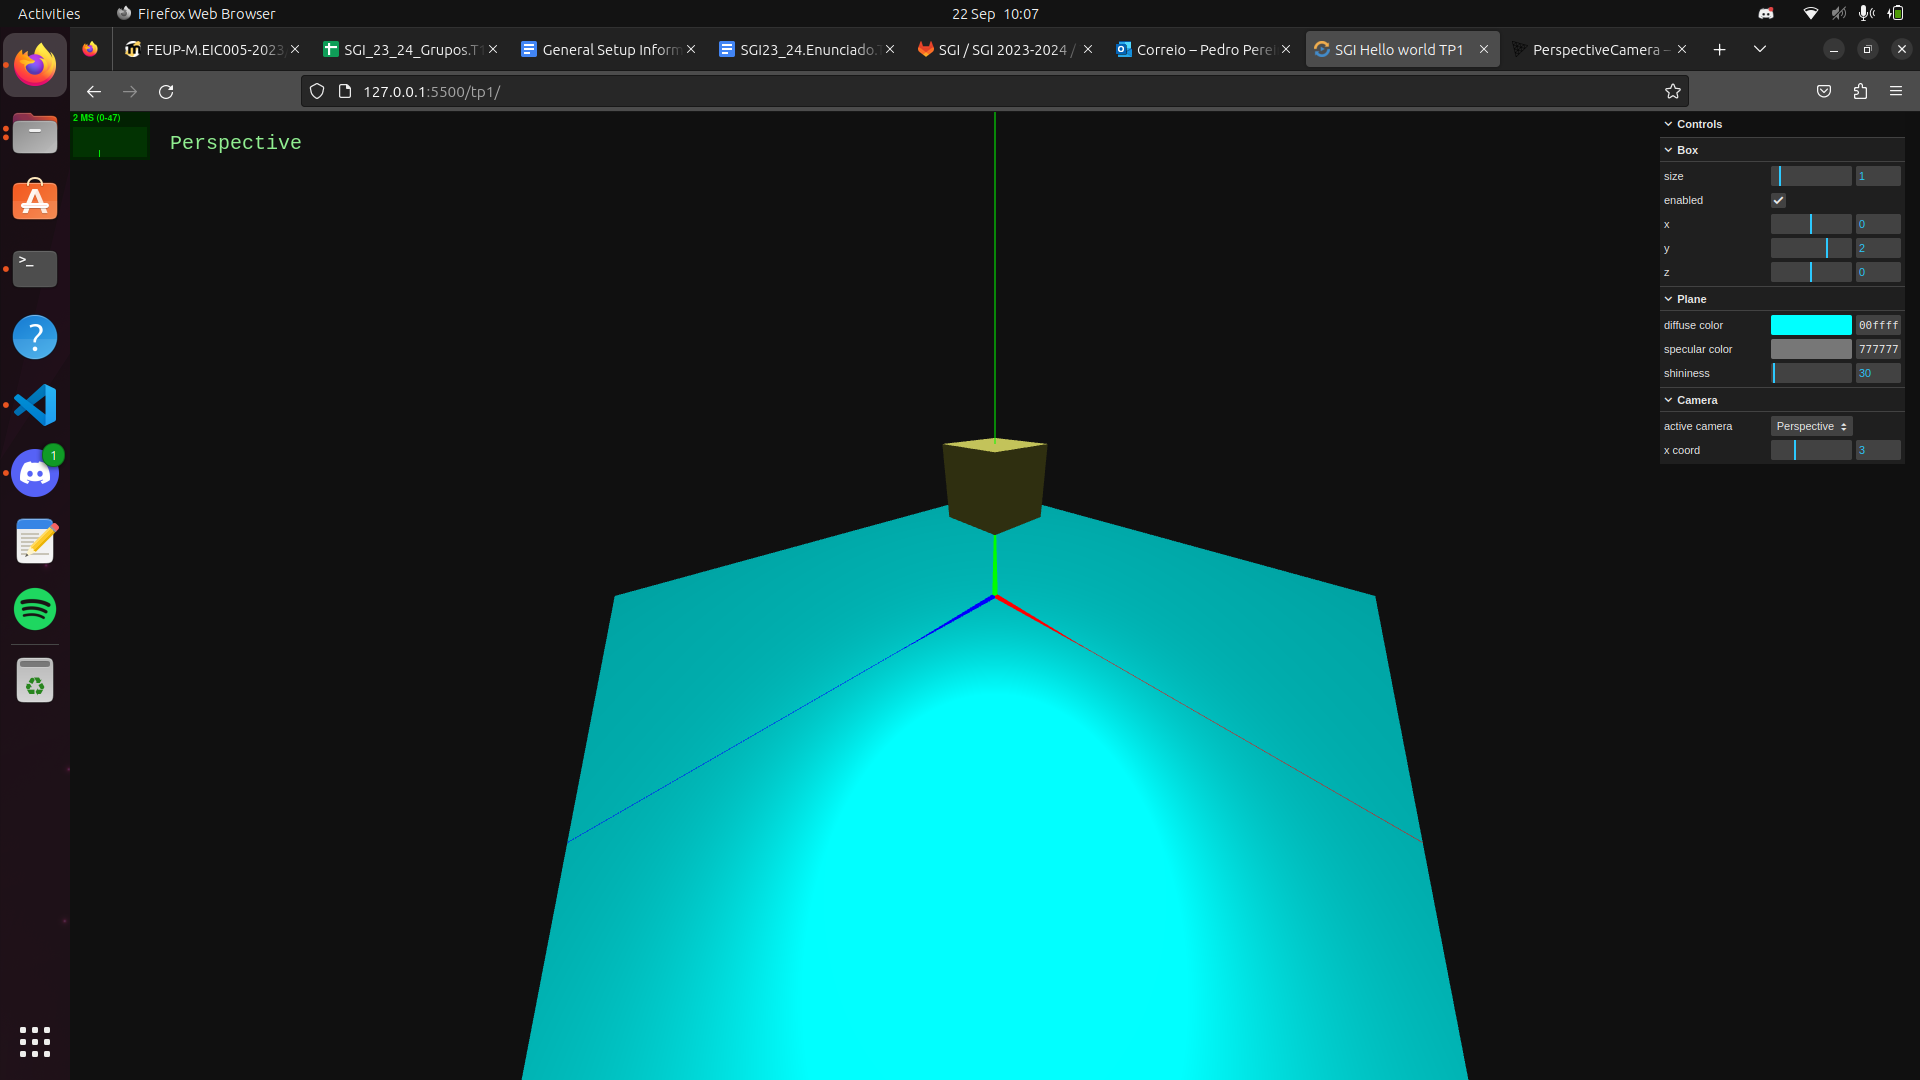 Activities Firefox Web Browser 22 Sep 10:07
FEUP-M.EIC005-2023 SGI_23_24_Grupos.T1 General Setup Inform SGI23_24.Enunciado. SGI / SGI 2023-2024 / Correio – Pedro Perei SGI Hello world TP1 PerspectiveCamera –
127.0.0.1:5500/tp1/
2 MS (0-47)
Perspective
Controls
Box
size 1
enabled
x 0
y 2
z 0
Plane
diffuse color 00ffff
specular color 777777
shininess 30
Camera
active camera Perspective
x coord 3
>_
?
1